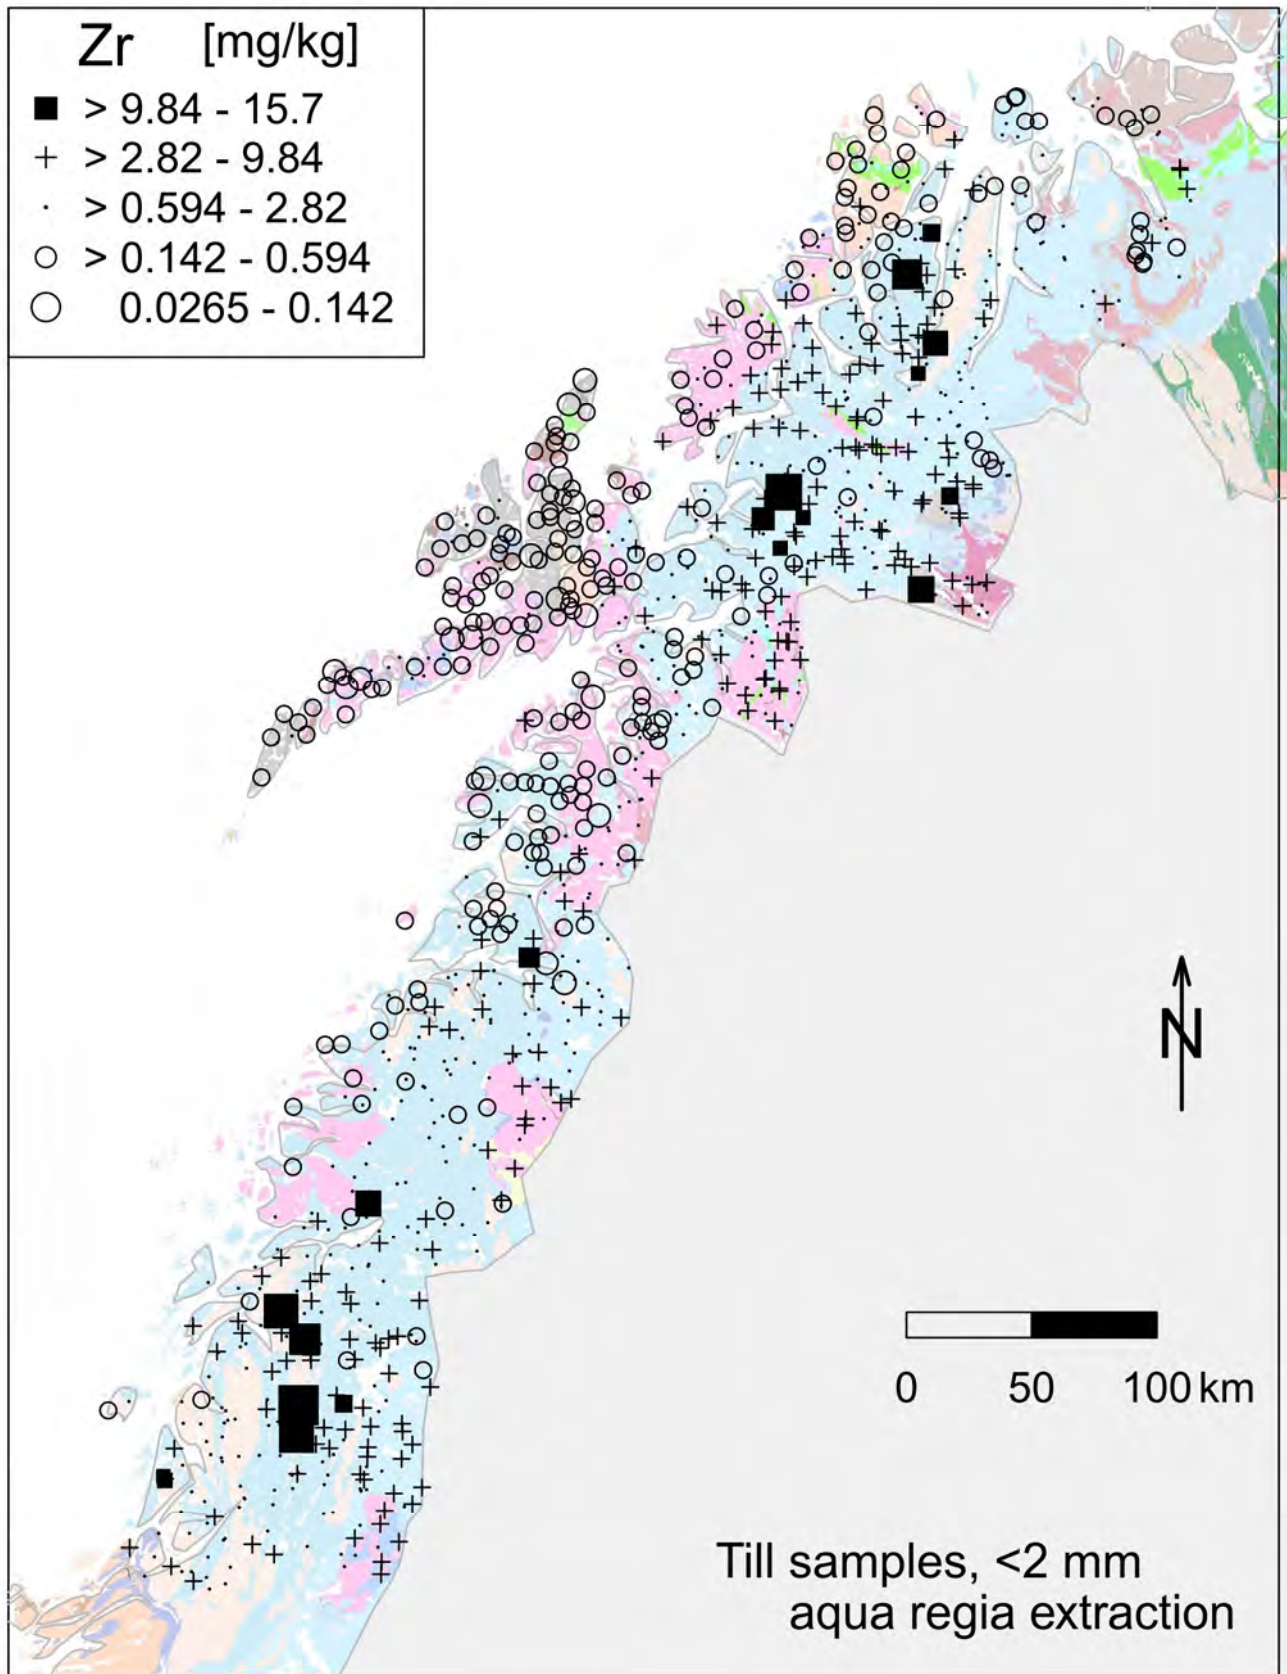 Zr [mg/kg]
> 9.84 - 15.7
> 2.82 - 9.84
> 0.594 - 2.82
> 0.142 - 0.594
0.0265 - 0.142
N
0 50 100 km
Till samples, <2 mm
aqua regia extraction